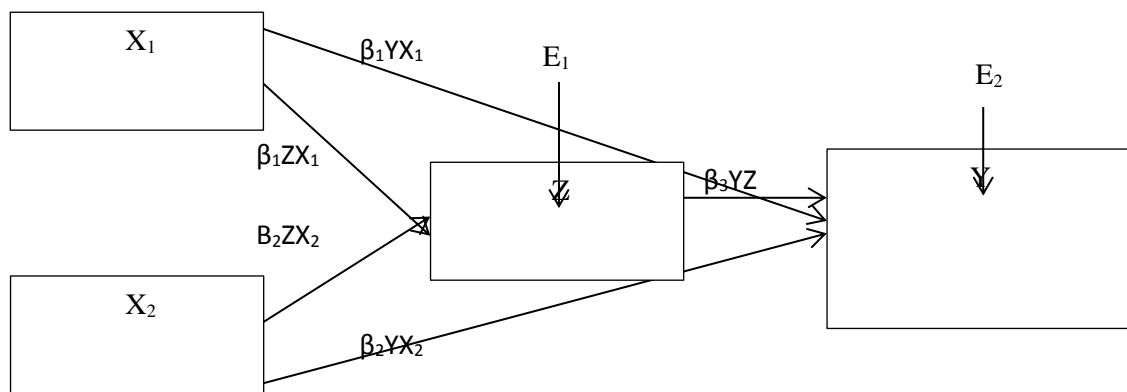 X₁
β₁YX₁
E₁
E₂
β₁ZX₁
Z
β₃YZ
Y
B₂ZX₂
X₂
β₂YX₂